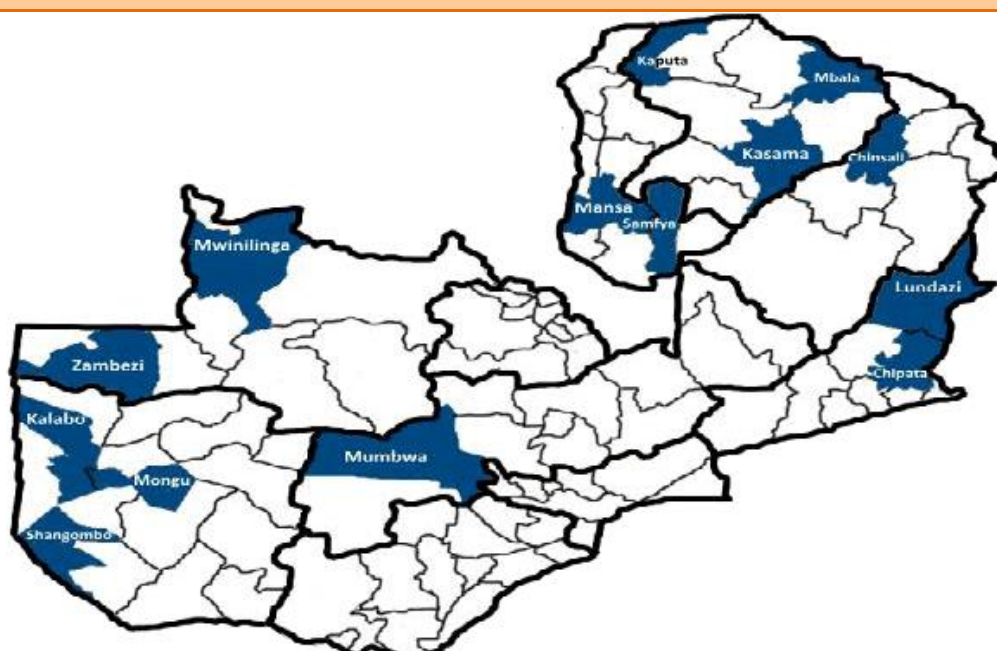 Kaputa
Mbala
Kasama
Chinsali
Mansa
Samfya
Mwinilinga
Lundazi
Zambezi
Chipata
Kalabo
Mumbwa
Mongu
Shangombo